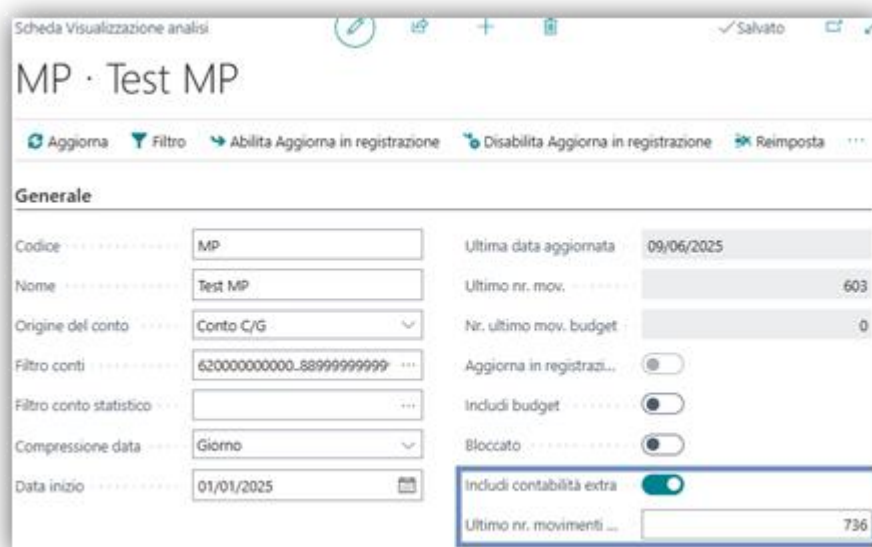 Scheda Visualizzazione analisi
Salvato
MP · Test MP
Aggiorna Filtro Abilita Aggiorna in registrazione Disabilita Aggiorna in registrazione Reimposta ...
Generale
Codice MP
Nome Test MP
Origine del conto Conto C/G
Filtro conti 620000000000..88999999999 ...
Filtro conto statistico ...
Compressione data Giorno
Data inizio 01/01/2025
Ultima data aggiornata 09/06/2025
Ultimo nr. mov. 603
Nr. ultimo mov. budget 0
Aggiorna in registrazi...
Includi budget
Bloccato
Includi contabilità extra
Ultimo nr. movimenti ... 736